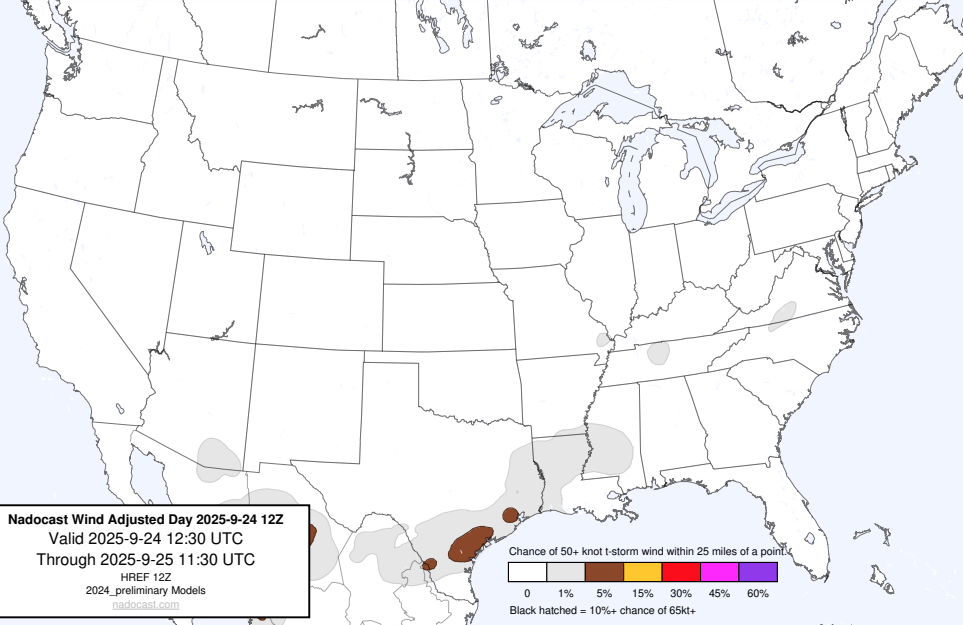 Nadocast Wind Adjusted Day 2025-9-24 12Z
Valid 2025-9-24 12:30 UTC
Through 2025-9-25 11:30 UTC
HREF 12Z
2024_preliminary Models
nadocast.com
Chance of 50+ knot t-storm wind within 25 miles of a point.
0 1% 5% 15% 30% 45% 60%
Black hatched = 10%+ chance of 65kt+